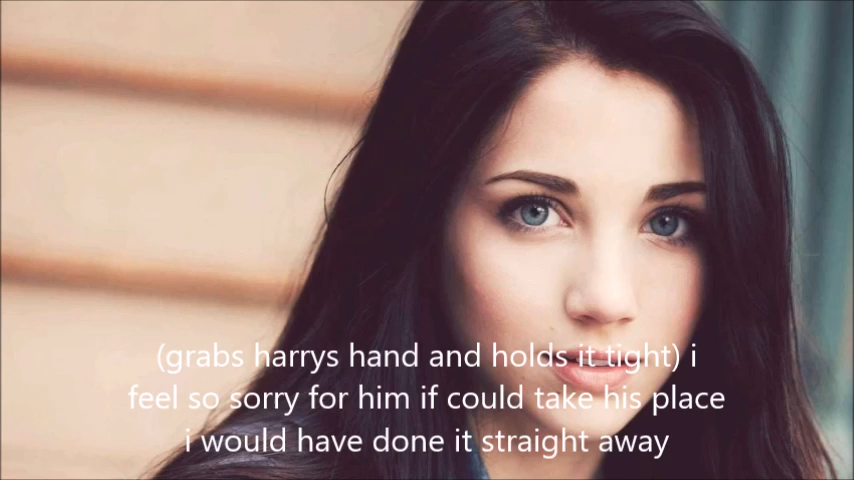 (grabs harrys hand and holds it tight) i
feel so sorry for him if could take his place
i would have done it straight away